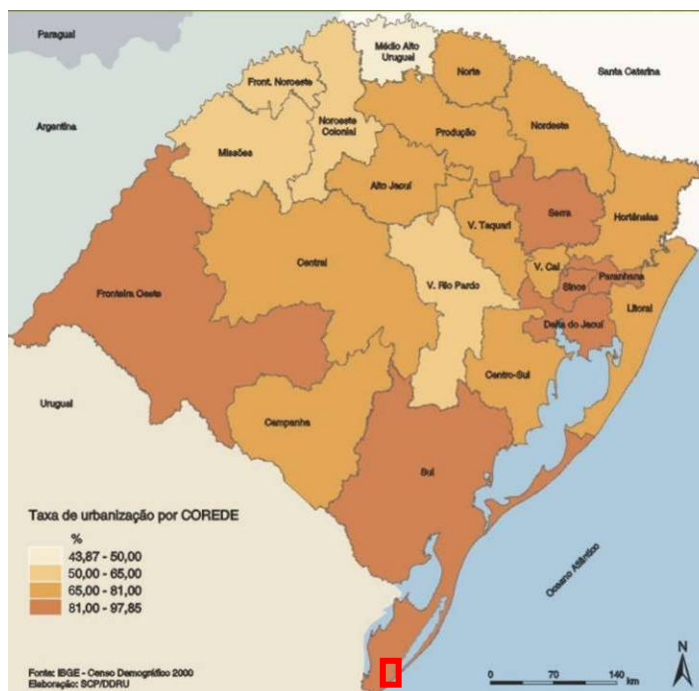 Paraguai
Argentina
Uruguai
Santa Catarina
Médio Alto
Uruguai
Norte
Front. Noroeste
Noroeste
Colonial
Produção
Nordeste
Missões
Alto Jacuí
Serra
Hortênsias
V. Taquari
Central
V. Rio Pardo
V. Caí
Paranhana
Sinos
Litoral
Fronteira Oeste
Delta do Jacuí
Centro-Sul
Campanha
Sul
Oceano Atlântico
Taxa de urbanização por COREDE
%
43,87 - 50,00
50,00 - 65,00
65,00 - 81,00
81,00 - 97,85
Fonte: IBGE - Censo Demográfico 2000
Elaboração: SCP/DDRU
N
0 70 140
km